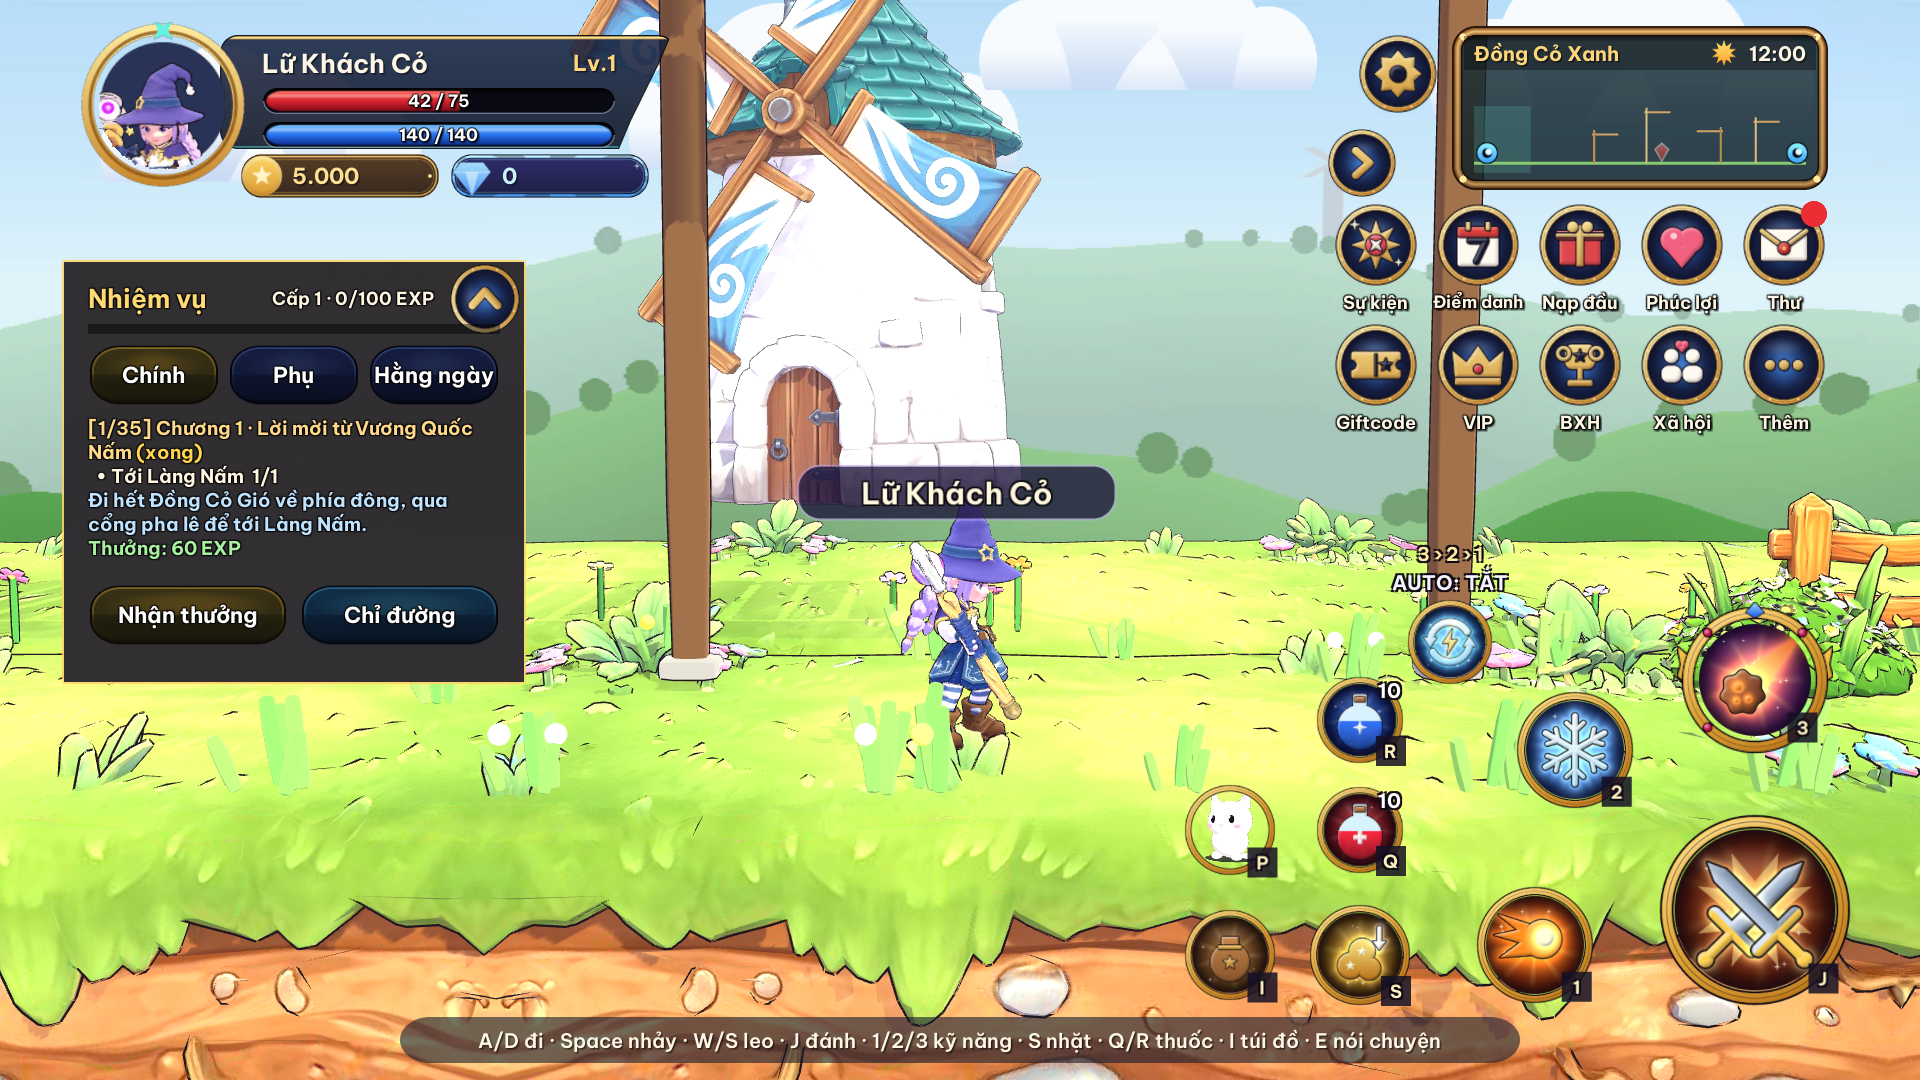 Lữ Khách Cỏ
Lv.1
42 / 75
140 / 140
5.000
0
Đồng Cỏ Xanh
12:00
Sự kiện
7
Điểm danh
Nạp đầu
Phúc lợi
Thư
Giftcode
VIP
BXH
Xã hội
Thêm
Nhiệm vụ
Cấp 1 · 0/100 EXP
Chính
Phụ
Hằng ngày
[1/35] Chương 1 · Lời mời từ Vương Quốc
Nấm (xong)
• Tới Làng Nấm 1/1
Đi hết Đồng Cỏ Gió về phía đông, qua
cổng pha lê để tới Làng Nấm.
Thưởng: 60 EXP
Nhận thưởng
Chỉ đường
Lữ Khách Cỏ
3 › 2 › 1
AUTO: TẮT
10
R
3
2
10
Q
P
I
S
1
J
A/D đi · Space nhảy · W/S leo · J đánh · 1/2/3 kỹ năng · S nhặt · Q/R thuốc · I túi đồ · E nói chuyện